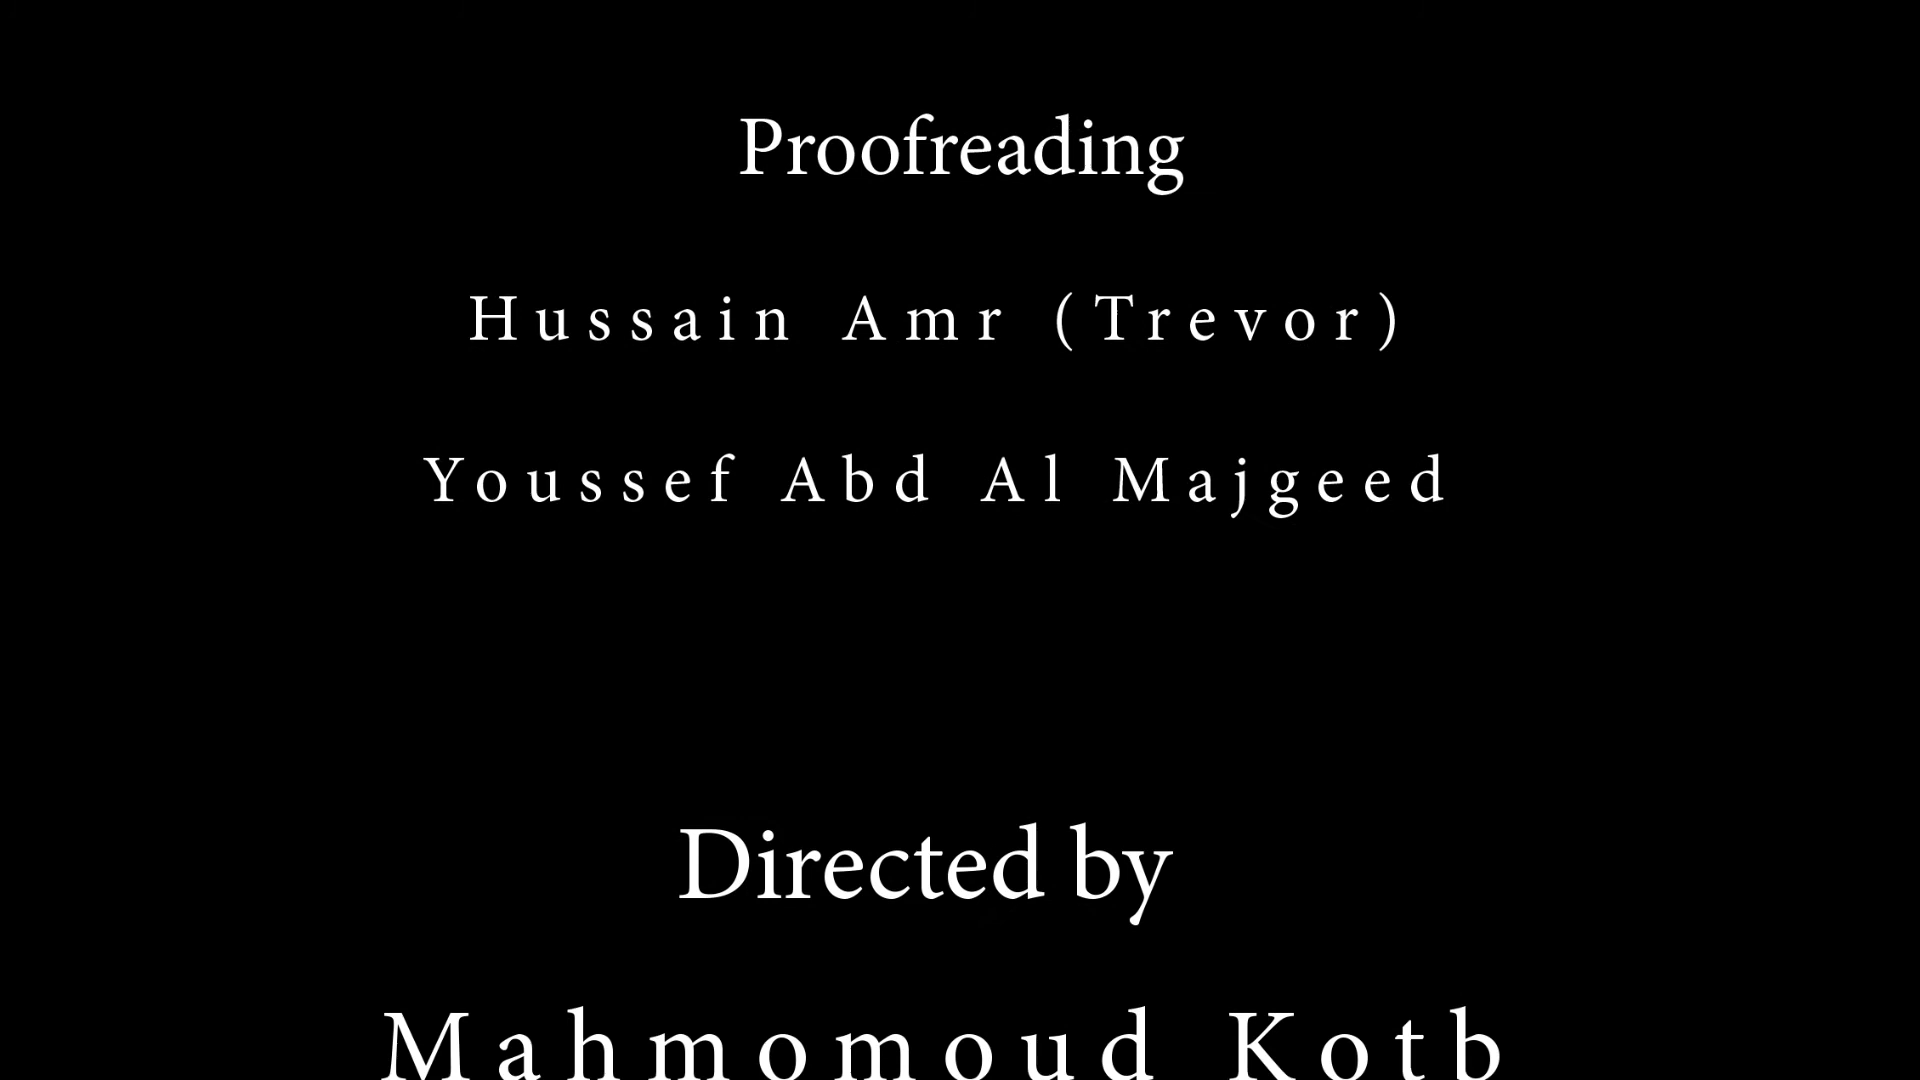 Proofreading
Hussain Amr (Trevor)
Youssef Abd Al Majgeed
Directed by
Mahmomoud Kotb